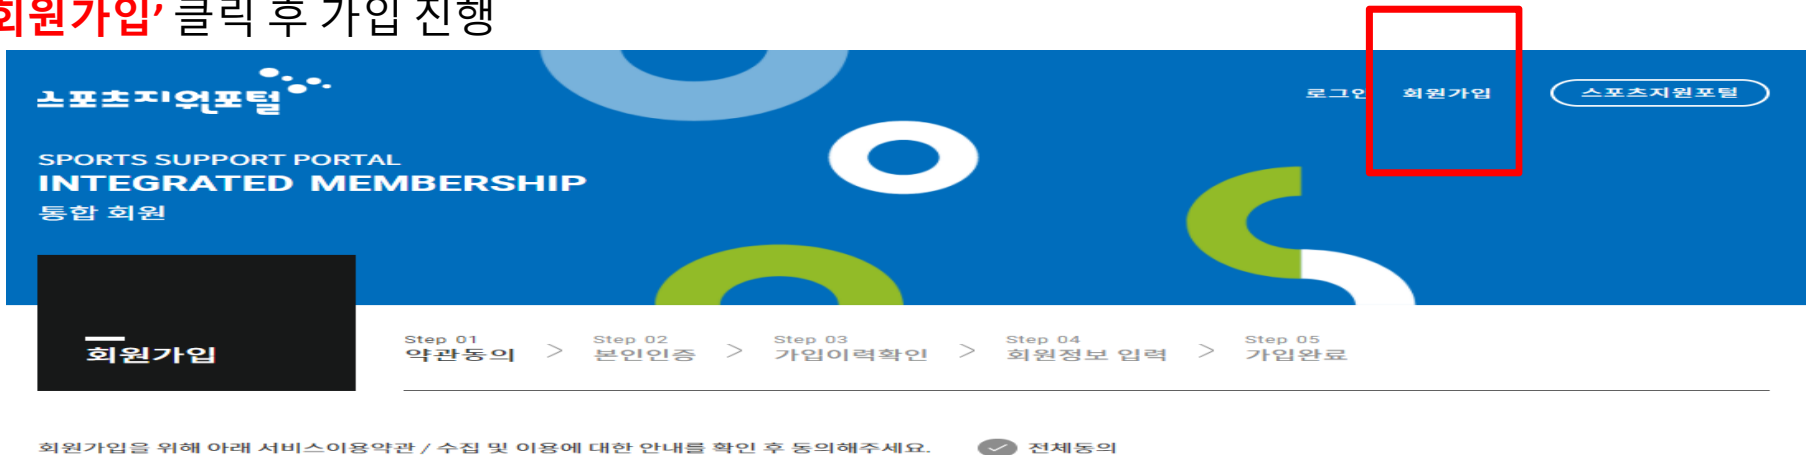 회원가입’ 클릭 후 가입 진행
스포츠지원포털
로그인 회원가입 스포츠지원포털
SPORTS SUPPORT PORTAL
INTEGRATED MEMBERSHIP
통합 회원
회원가입
Step 01 Step 02 Step 03 Step 04 Step 05
약관동의 > 본인인증 > 가입이력확인 > 회원정보 입력 > 가입완료
회원가입을 위해 아래 서비스이용약관 / 수집 및 이용에 대한 안내를 확인 후 동의해주세요. 전체동의